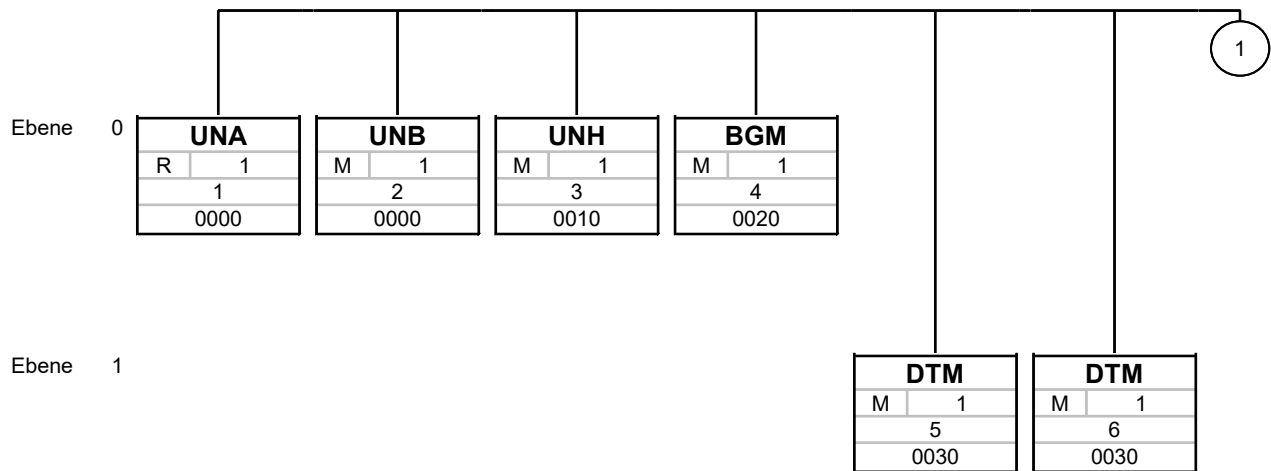 1
Ebene 0 UNA UNB UNH BGM
R 1 M 1 M 1 M 1
1 2 3 4
0000 0000 0010 0020
Ebene 1 DTM DTM
M 1 M 1
5 6
0030 0030